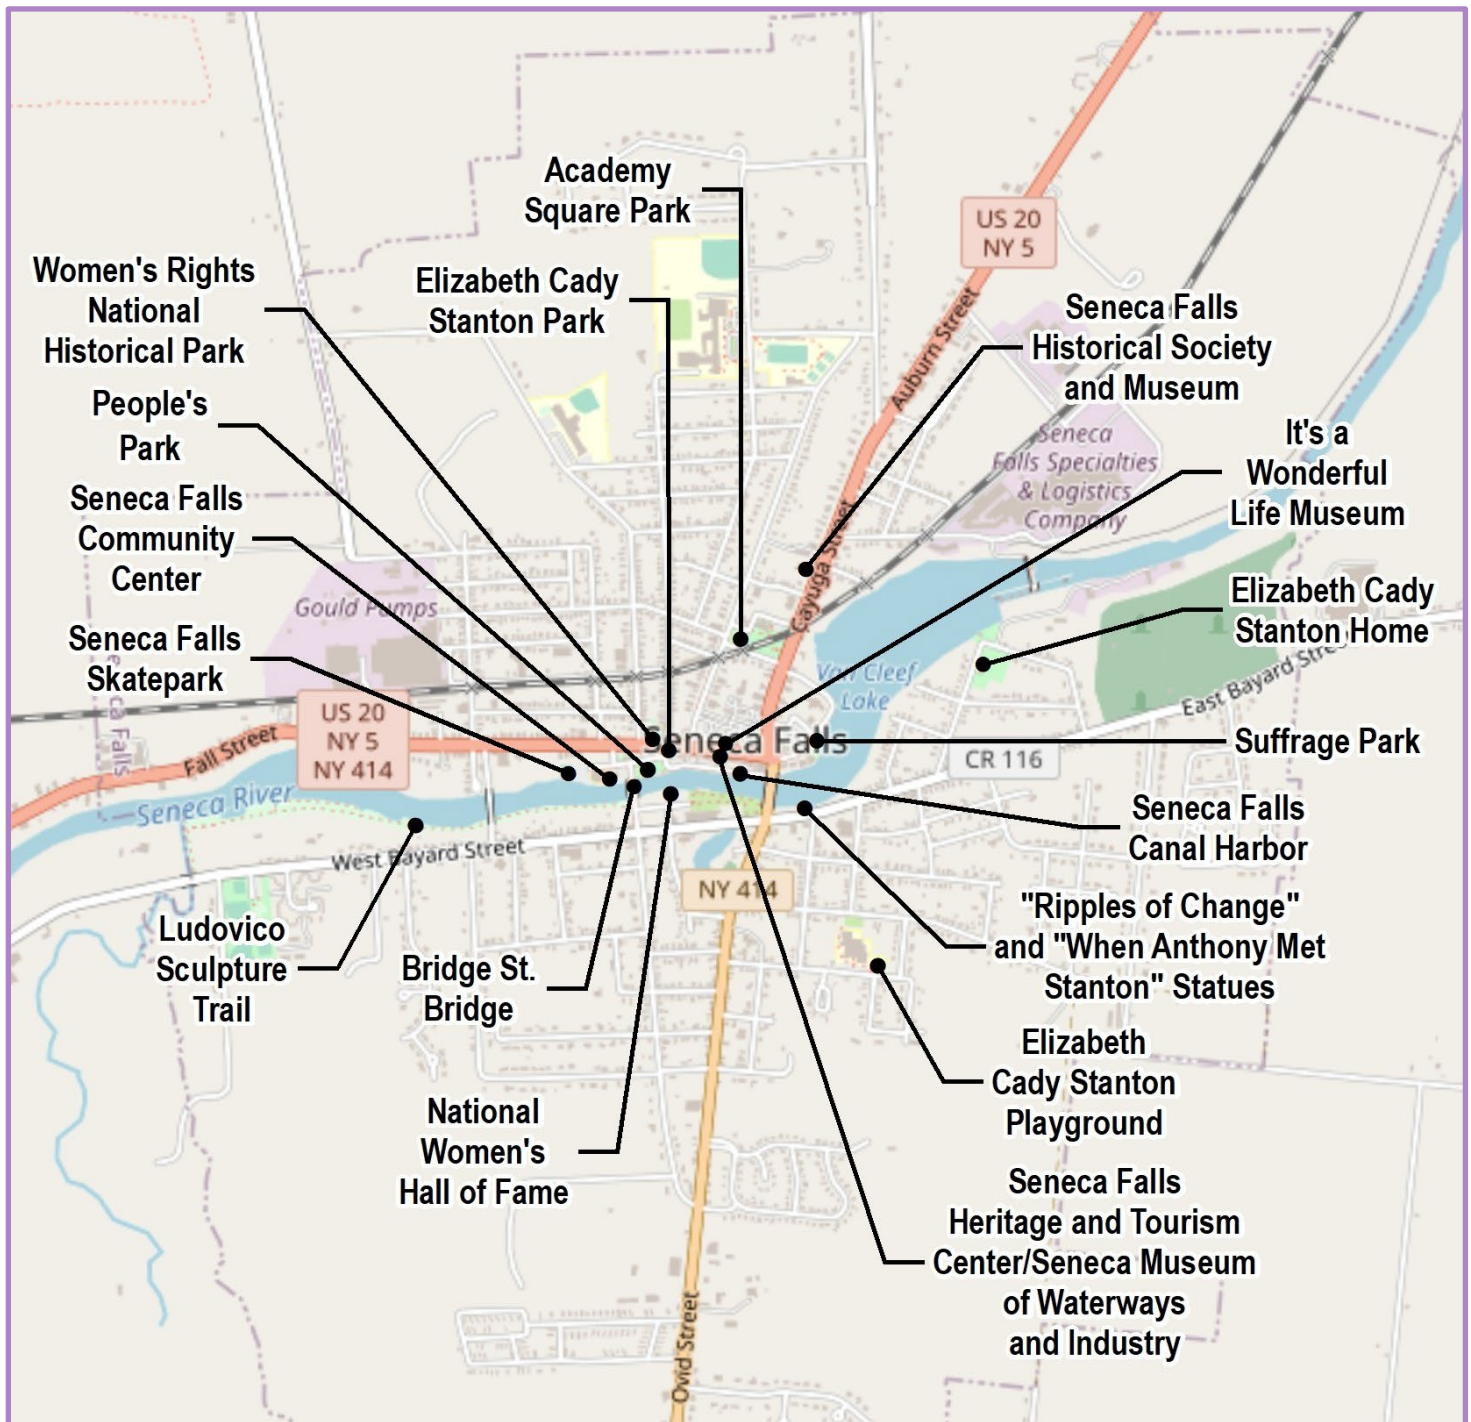 Academy
Square Park
US 20
NY 5
Women's Rights
National
Historical Park
Elizabeth Cady
Stanton Park
Auburn Street
Seneca Falls
Historical Society
and Museum
People's
Park
Seneca
Falls Specialties
& Logistics
Company
It's a
Wonderful
Life Museum
Seneca Falls
Community
Center
Cayuga Street
Gould Pumps
Elizabeth Cady
Stanton Home
Seneca Falls
Skatepark
Van Cleef
Lake
East Bayard Stre
eca Falls
US 20
NY 5
NY 414
Fall Street
Seneca Falls
Suffrage Park
CR 116
Seneca River
Seneca Falls
Canal Harbor
West Bayard Street
NY 414
"Ripples of Change"
and "When Anthony Met
Stanton" Statues
Ludovico
Sculpture
Trail
Bridge St.
Bridge
Elizabeth
Cady Stanton
Playground
National
Women's
Hall of Fame
Seneca Falls
Heritage and Tourism
Center/Seneca Museum
of Waterways
and Industry
Ovid Street